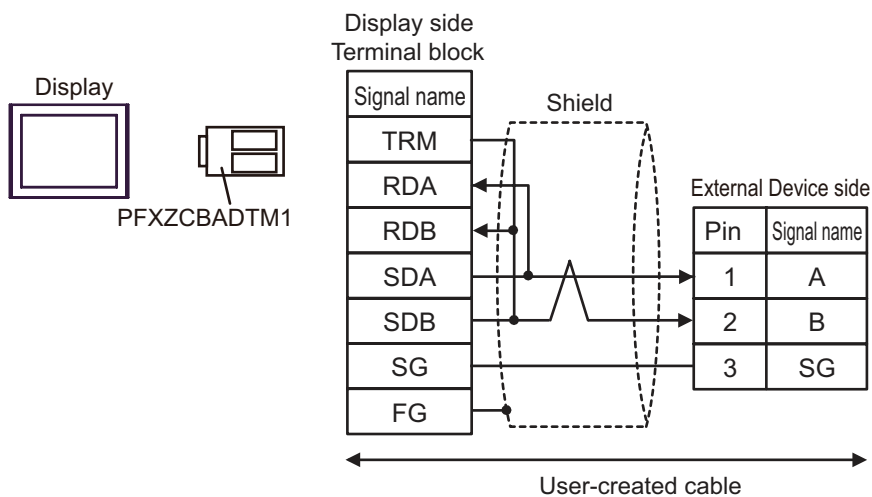 Display side
Terminal block
Display
PFXZCBADTM1
Signal name
TRM
RDA
RDB
SDA
SDB
SG
FG
Shield
External Device side
Pin Signal name
1 A
2 B
3 SG
User-created cable